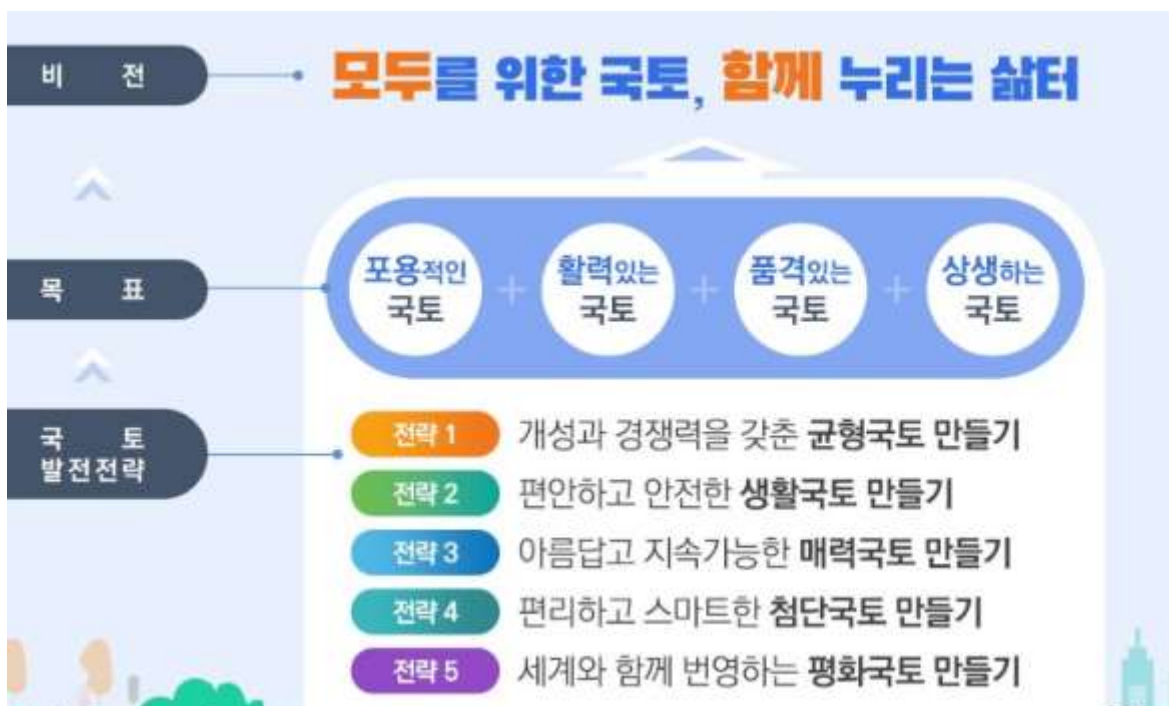 비 전
모두를 위한 국토, 함께 누리는 삶터
목 표
포용적인
국토
활력있는
국토
품격있는
국토
상생하는
국토
국 토
발전전략
전략 1 개성과 경쟁력을 갖춘 균형국토 만들기
전략 2 편안하고 안전한 생활국토 만들기
전략 3 아름답고 지속가능한 매력국토 만들기
전략 4 편리하고 스마트한 첨단국토 만들기
전략 5 세계와 함께 번영하는 평화국토 만들기